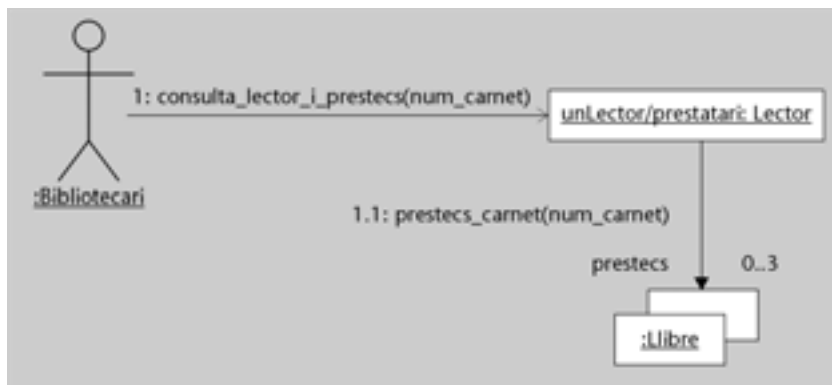 1: consulta_lector_i_prestecs(num_carnet)
unLector/prestatari: Lector
:Bibliotecari
1.1: prestecs_carnet(num_carnet)
prestecs 0..3
:Llibre